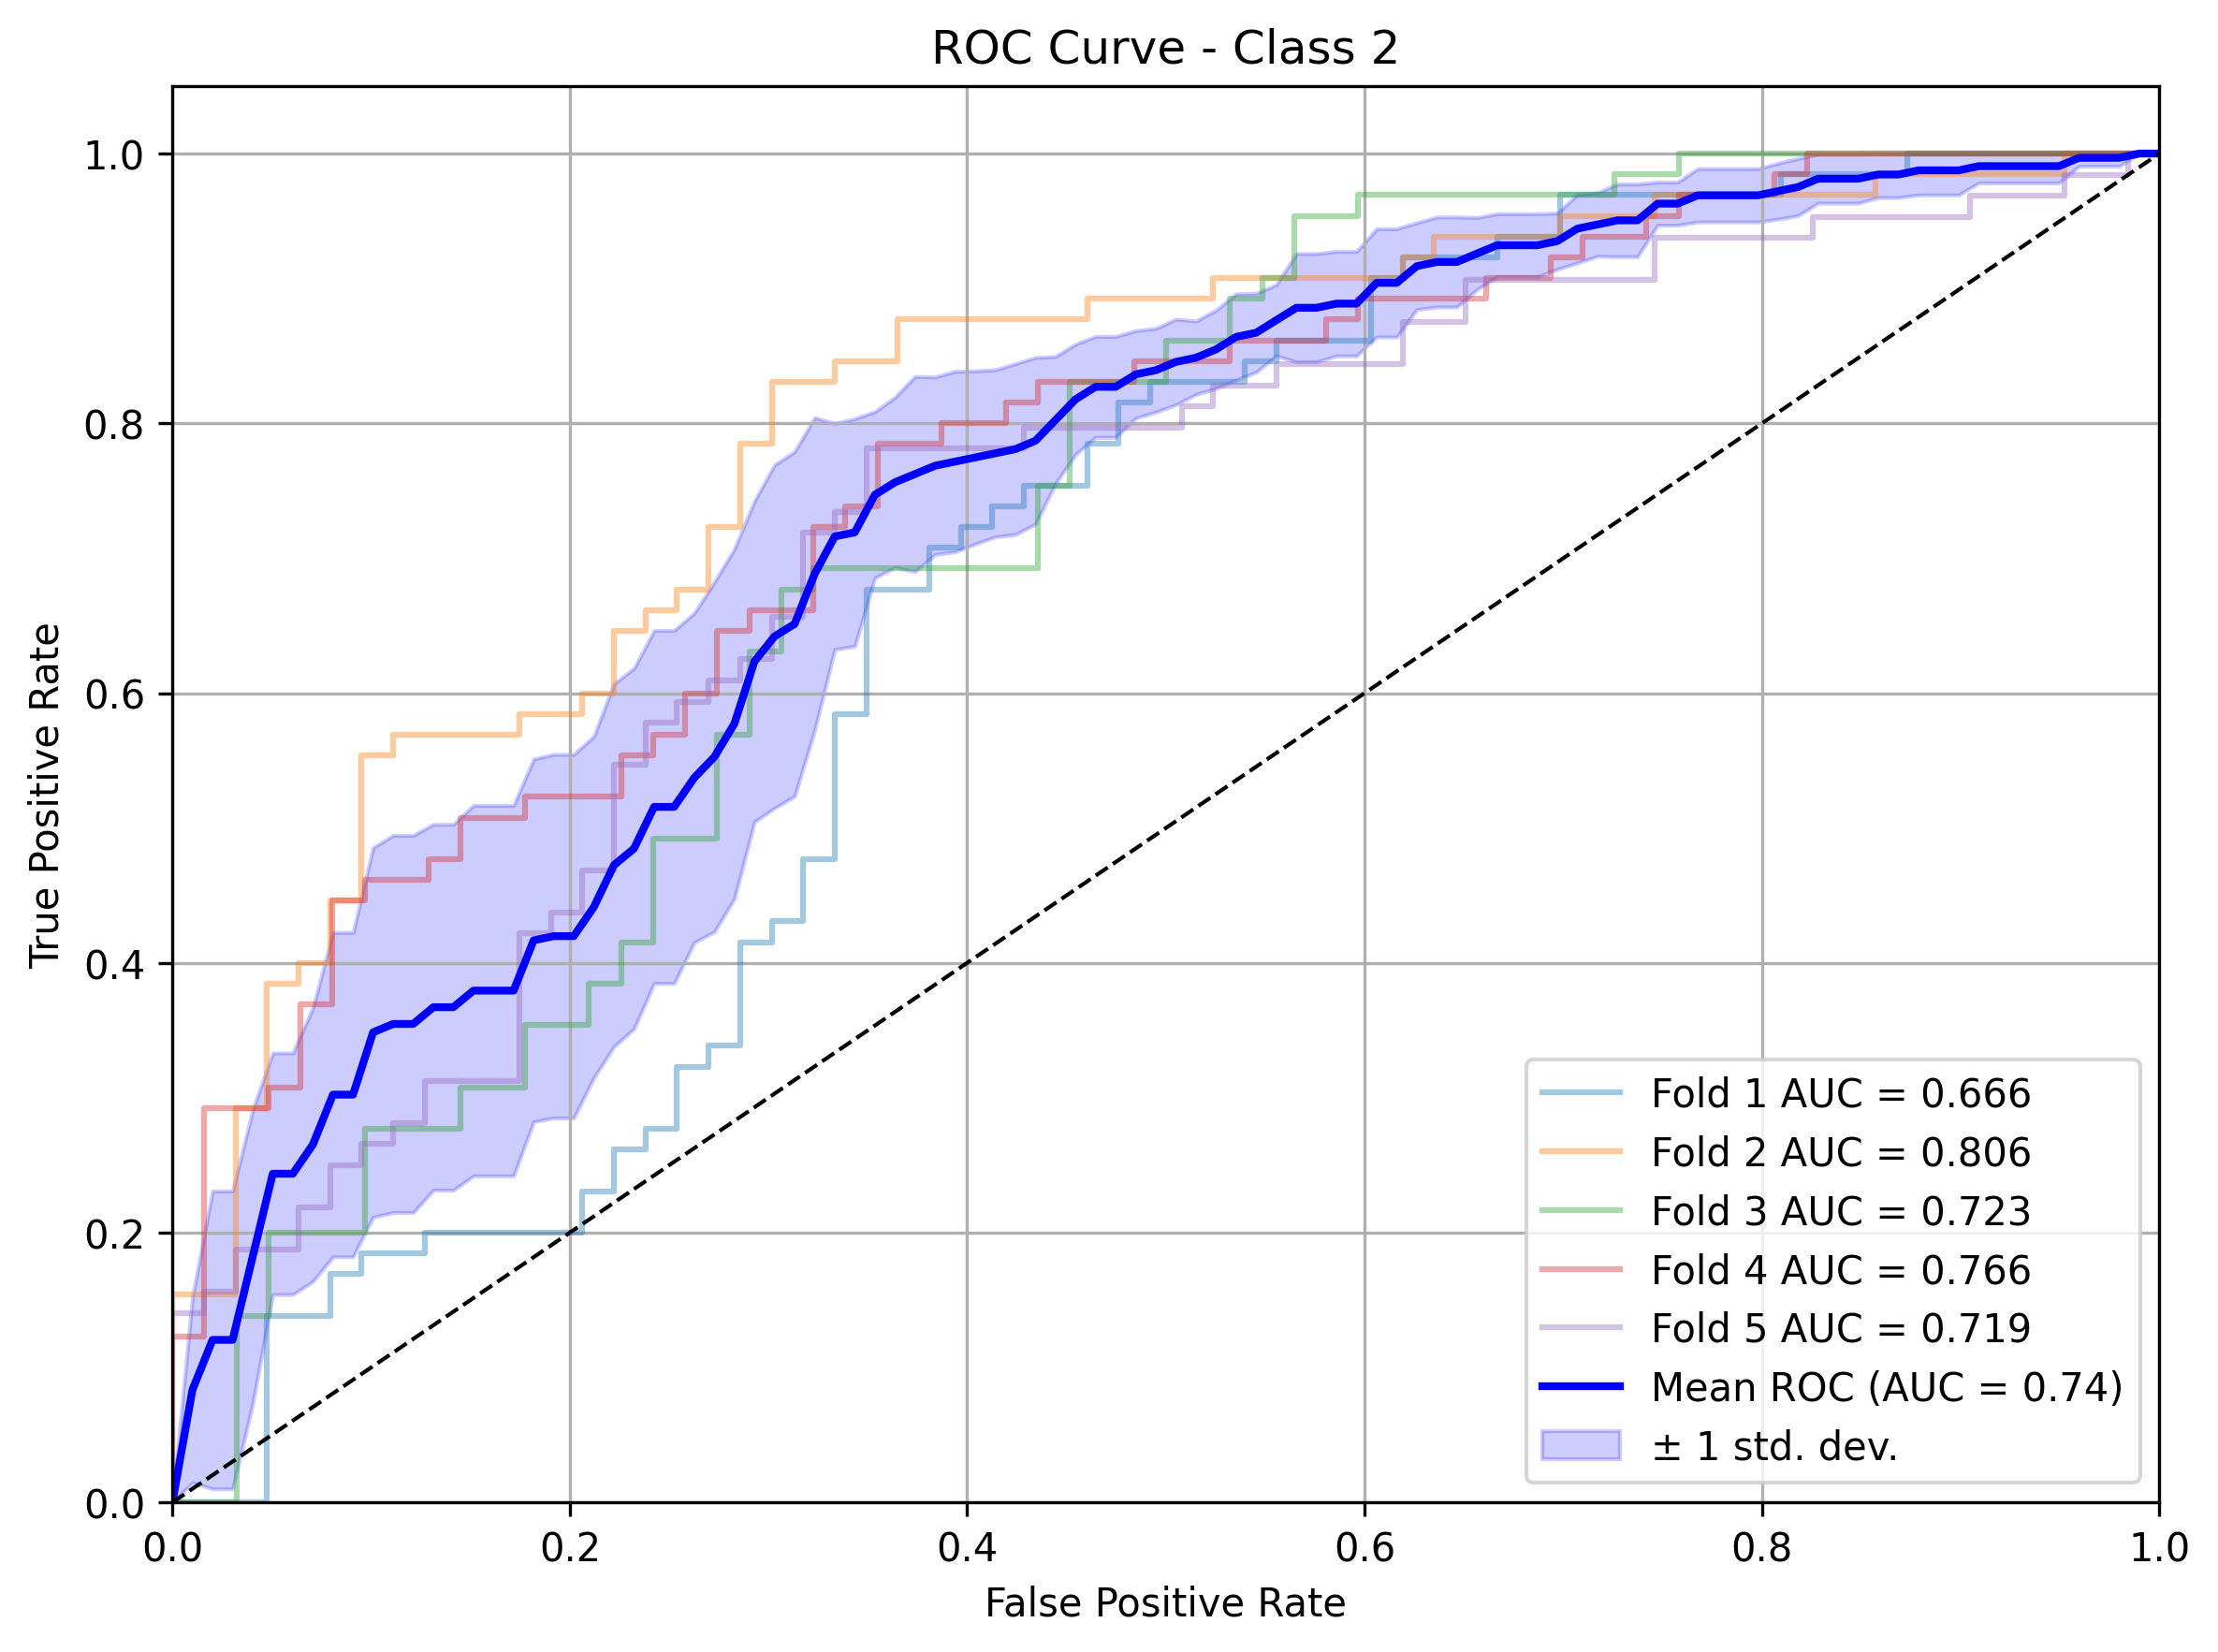 ROC Curve - Class 2
True Positive Rate
1.0
0.8
0.6
0.4
0.2
0.0
0.0 0.2 0.4 0.6 0.8 1.0
False Positive Rate
Fold 1 AUC = 0.666
Fold 2 AUC = 0.806
Fold 3 AUC = 0.723
Fold 4 AUC = 0.766
Fold 5 AUC = 0.719
Mean ROC (AUC = 0.74)
± 1 std. dev.